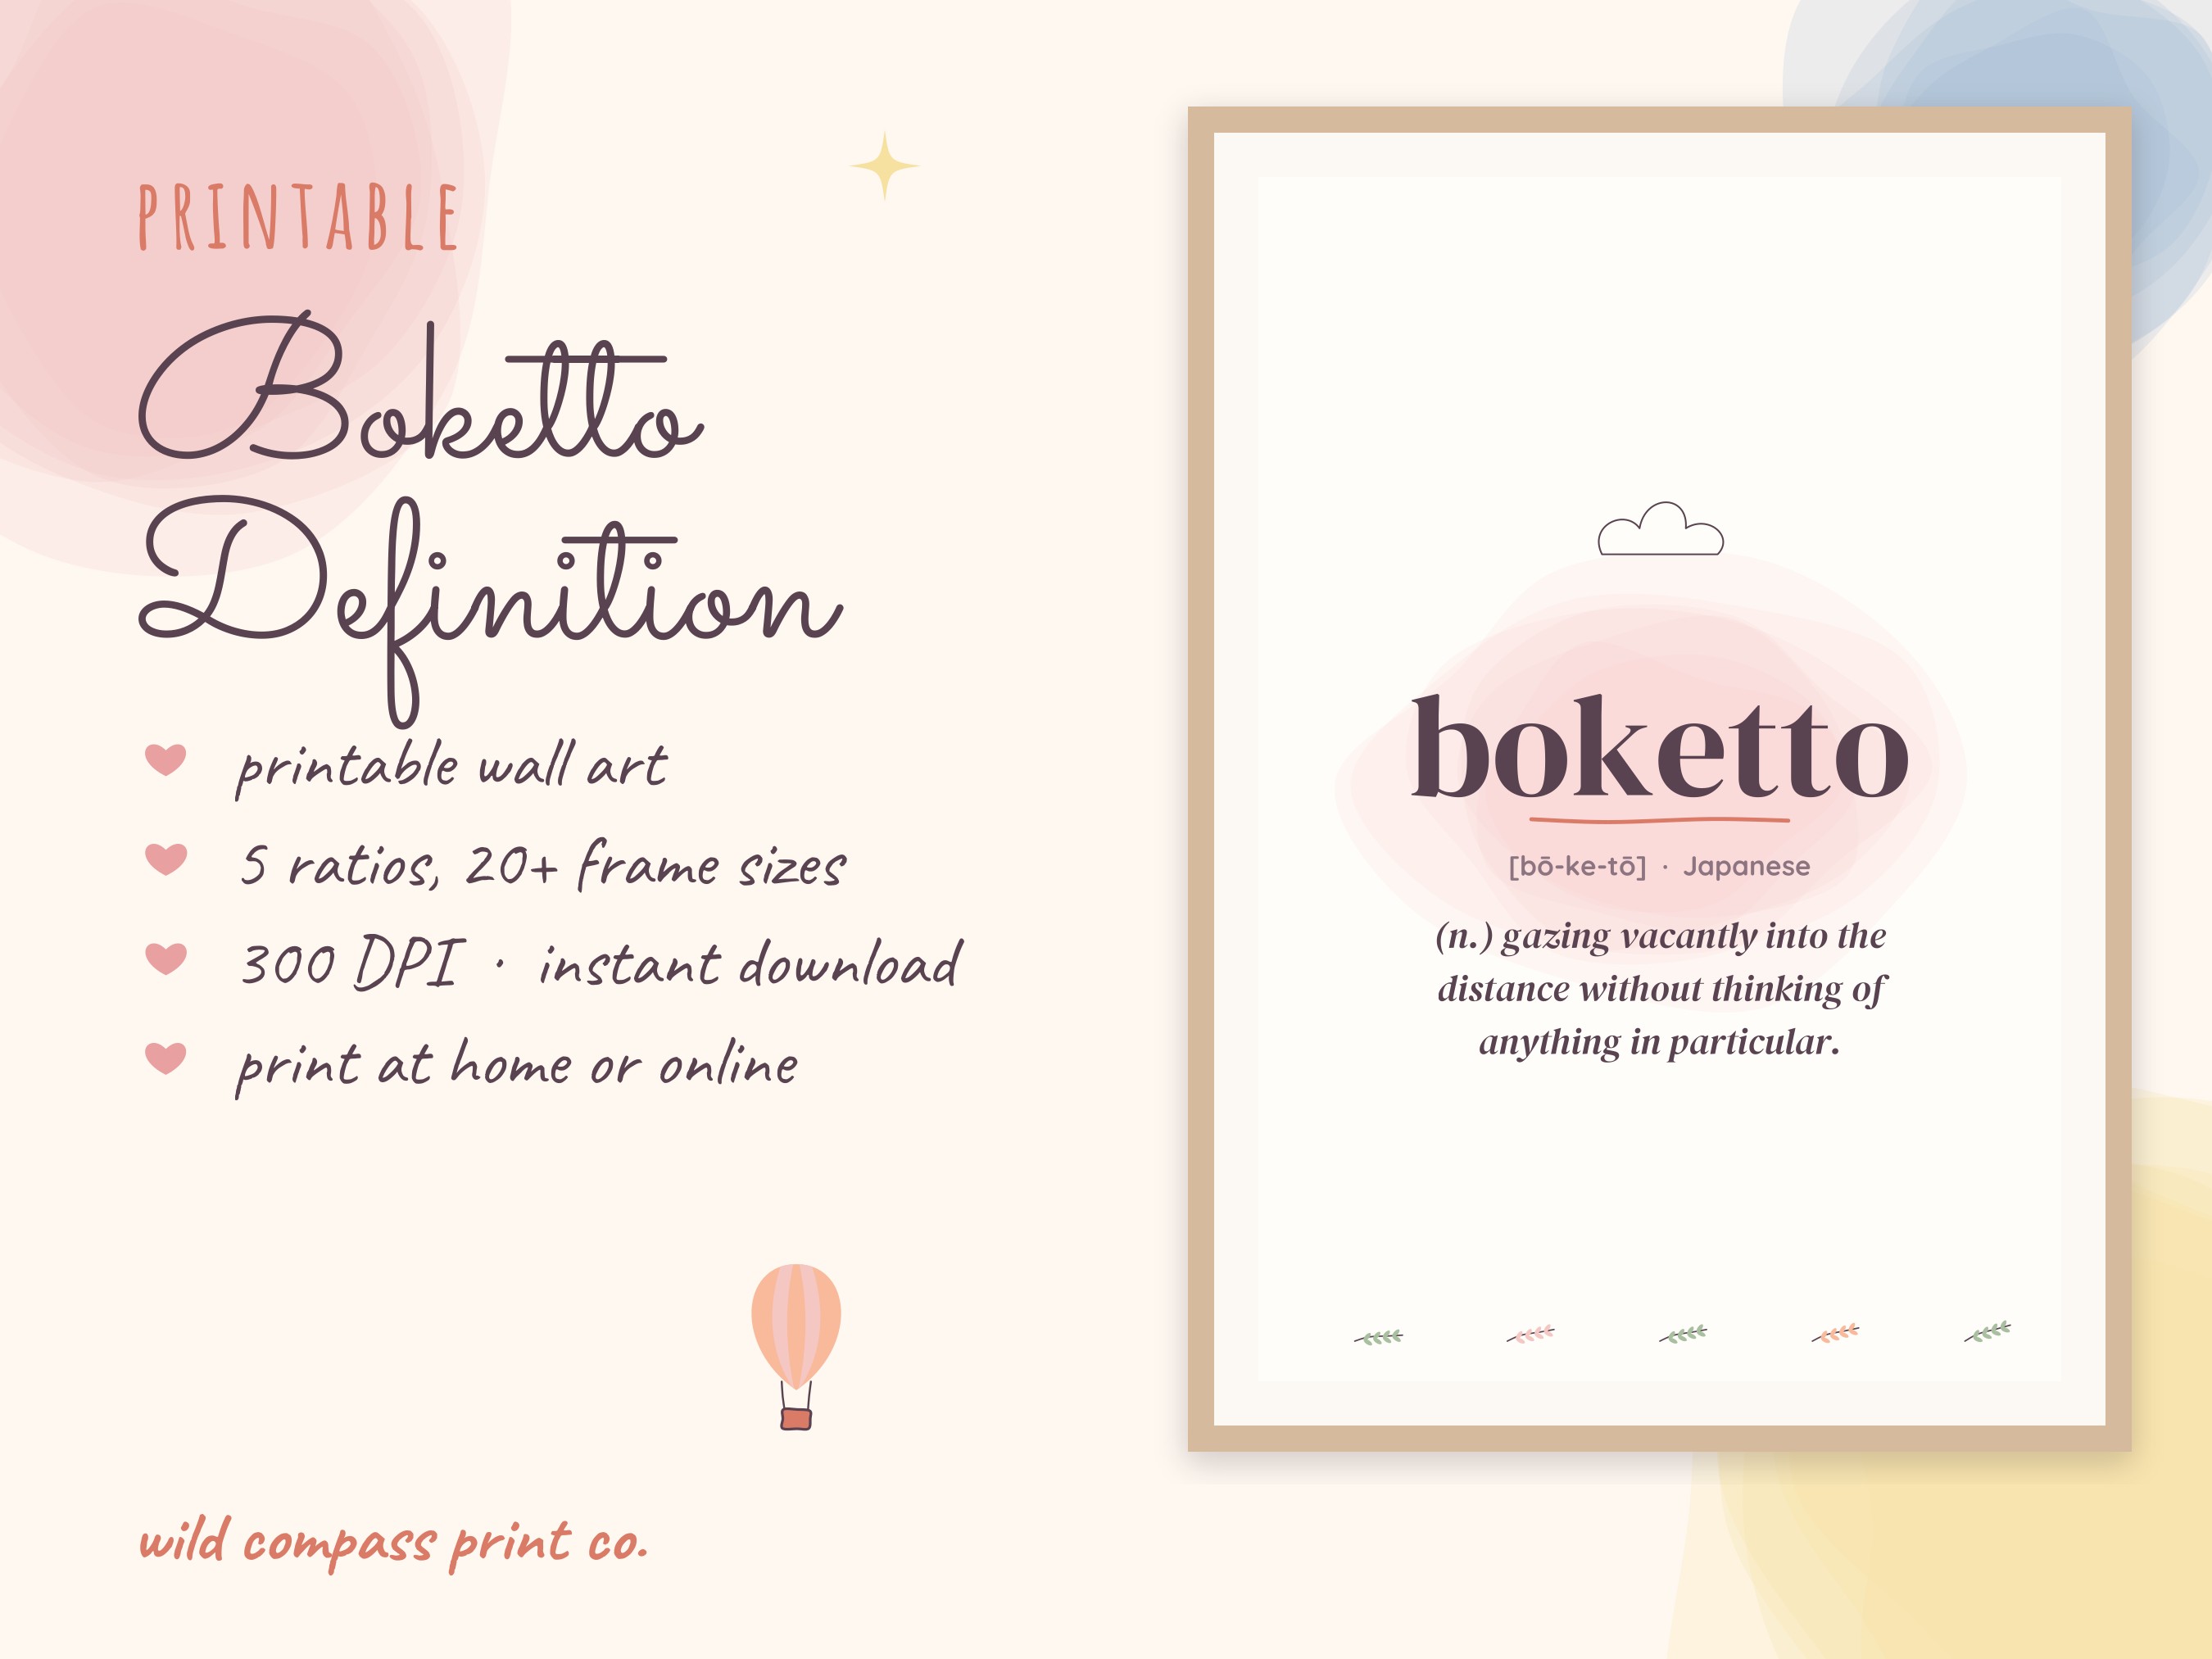 PRINTABLE
Boketto
Definition
printable wall art
5 ratios, 20+ frame sizes
300 DPI · instant download
print at home or online
wild compass print co.
boketto
[bō-ke-tō] · Japanese
(n.) gazing vacantly into the
distance without thinking of
anything in particular.